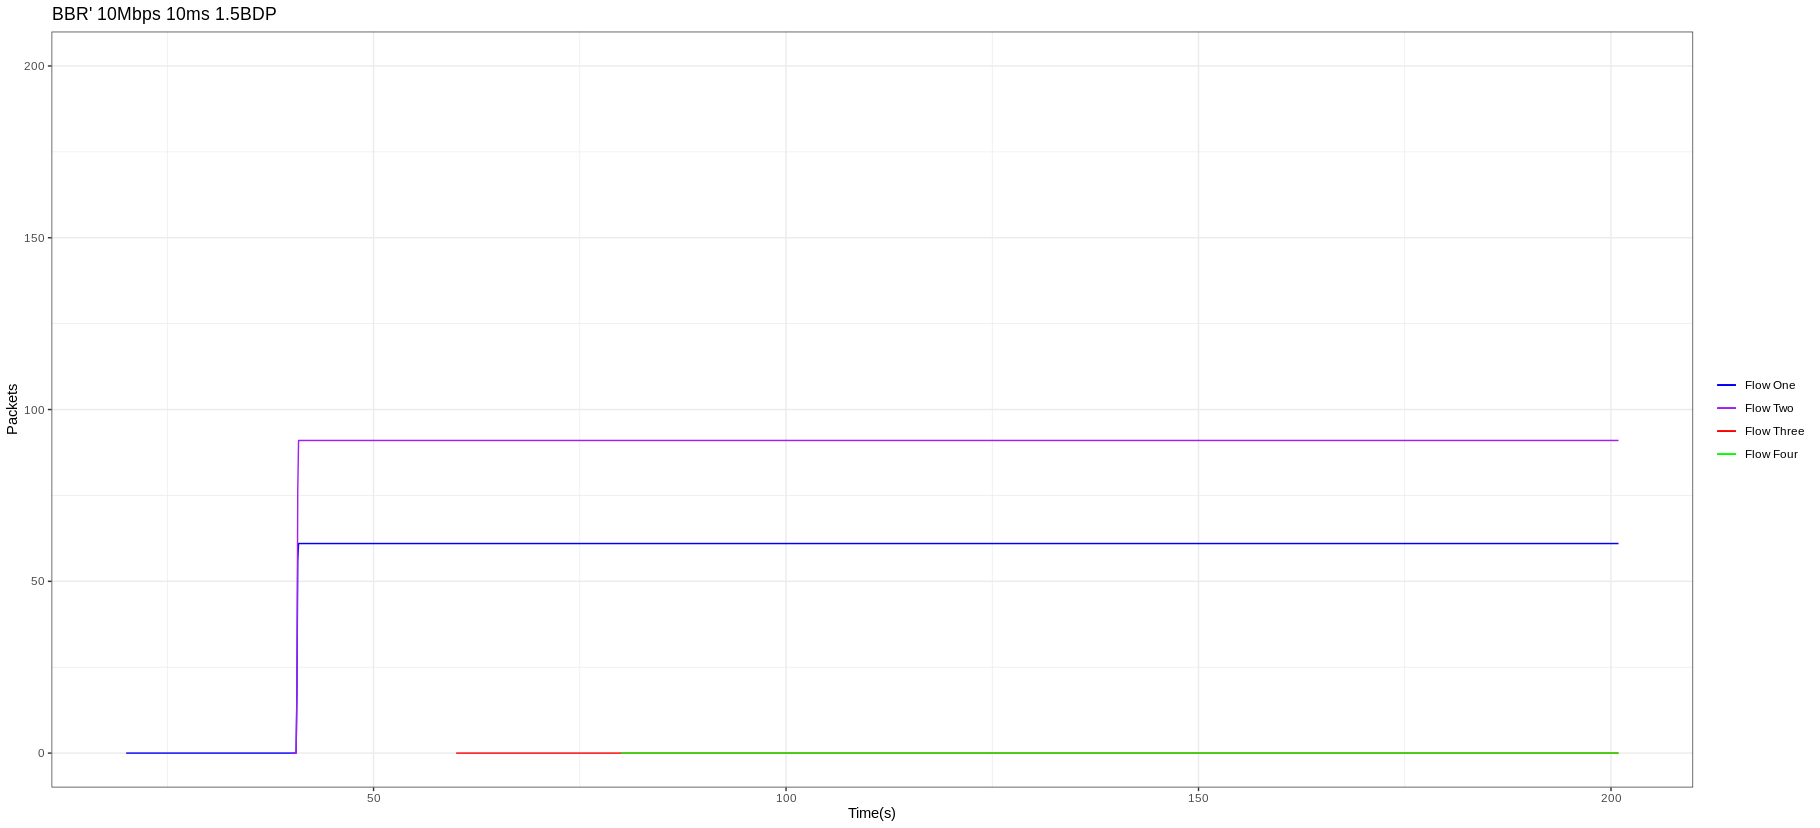 BBR' 10Mbps 10ms 1.5BDP
200
150
100
50
0
Packets
50 100 150 200
Time(s)
Flow One
Flow Two
Flow Three
Flow Four